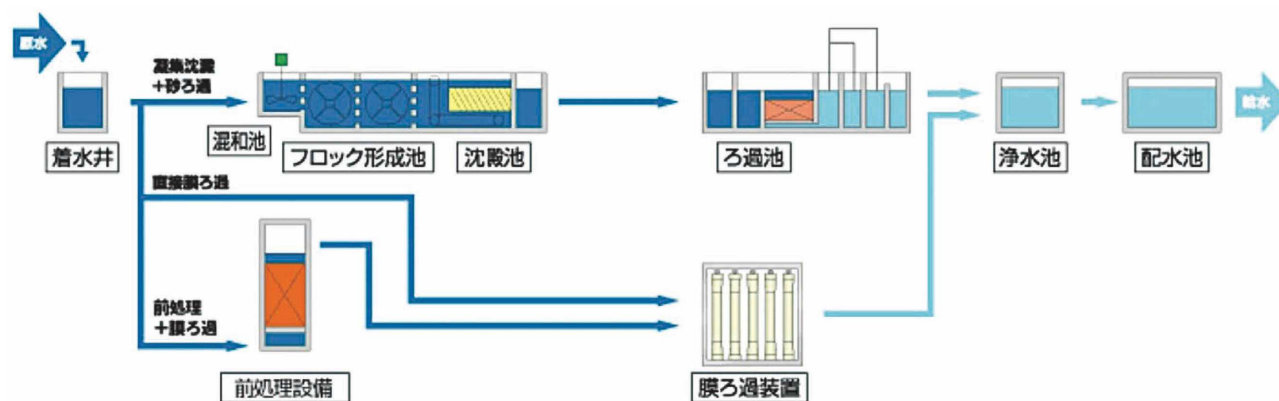 原水
凝集沈澱
+砂ろ過
着水井
混和池
フロック形成池
沈殿池
ろ過池
浄水池
配水池
給水
直接膜ろ過
前処理
+膜ろ過
前処理設備
膜ろ過装置